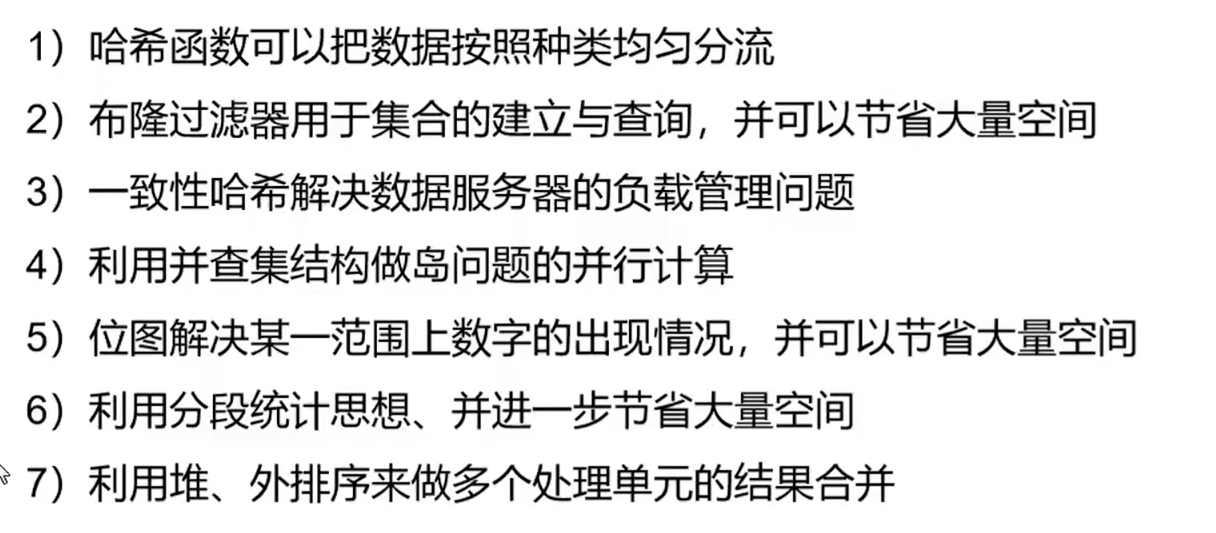 1）哈希函数可以把数据按照种类均匀分流
2）布隆过滤器用于集合的建立与查询，并可以节省大量空间
3）一致性哈希解决数据服务器的负载管理问题
4）利用并查集结构做岛问题的并行计算
5）位图解决某一范围上数字的出现情况，并可以节省大量空间
6）利用分段统计思想、并进一步节省大量空间
7）利用堆、外排序来做多个处理单元的结果合并